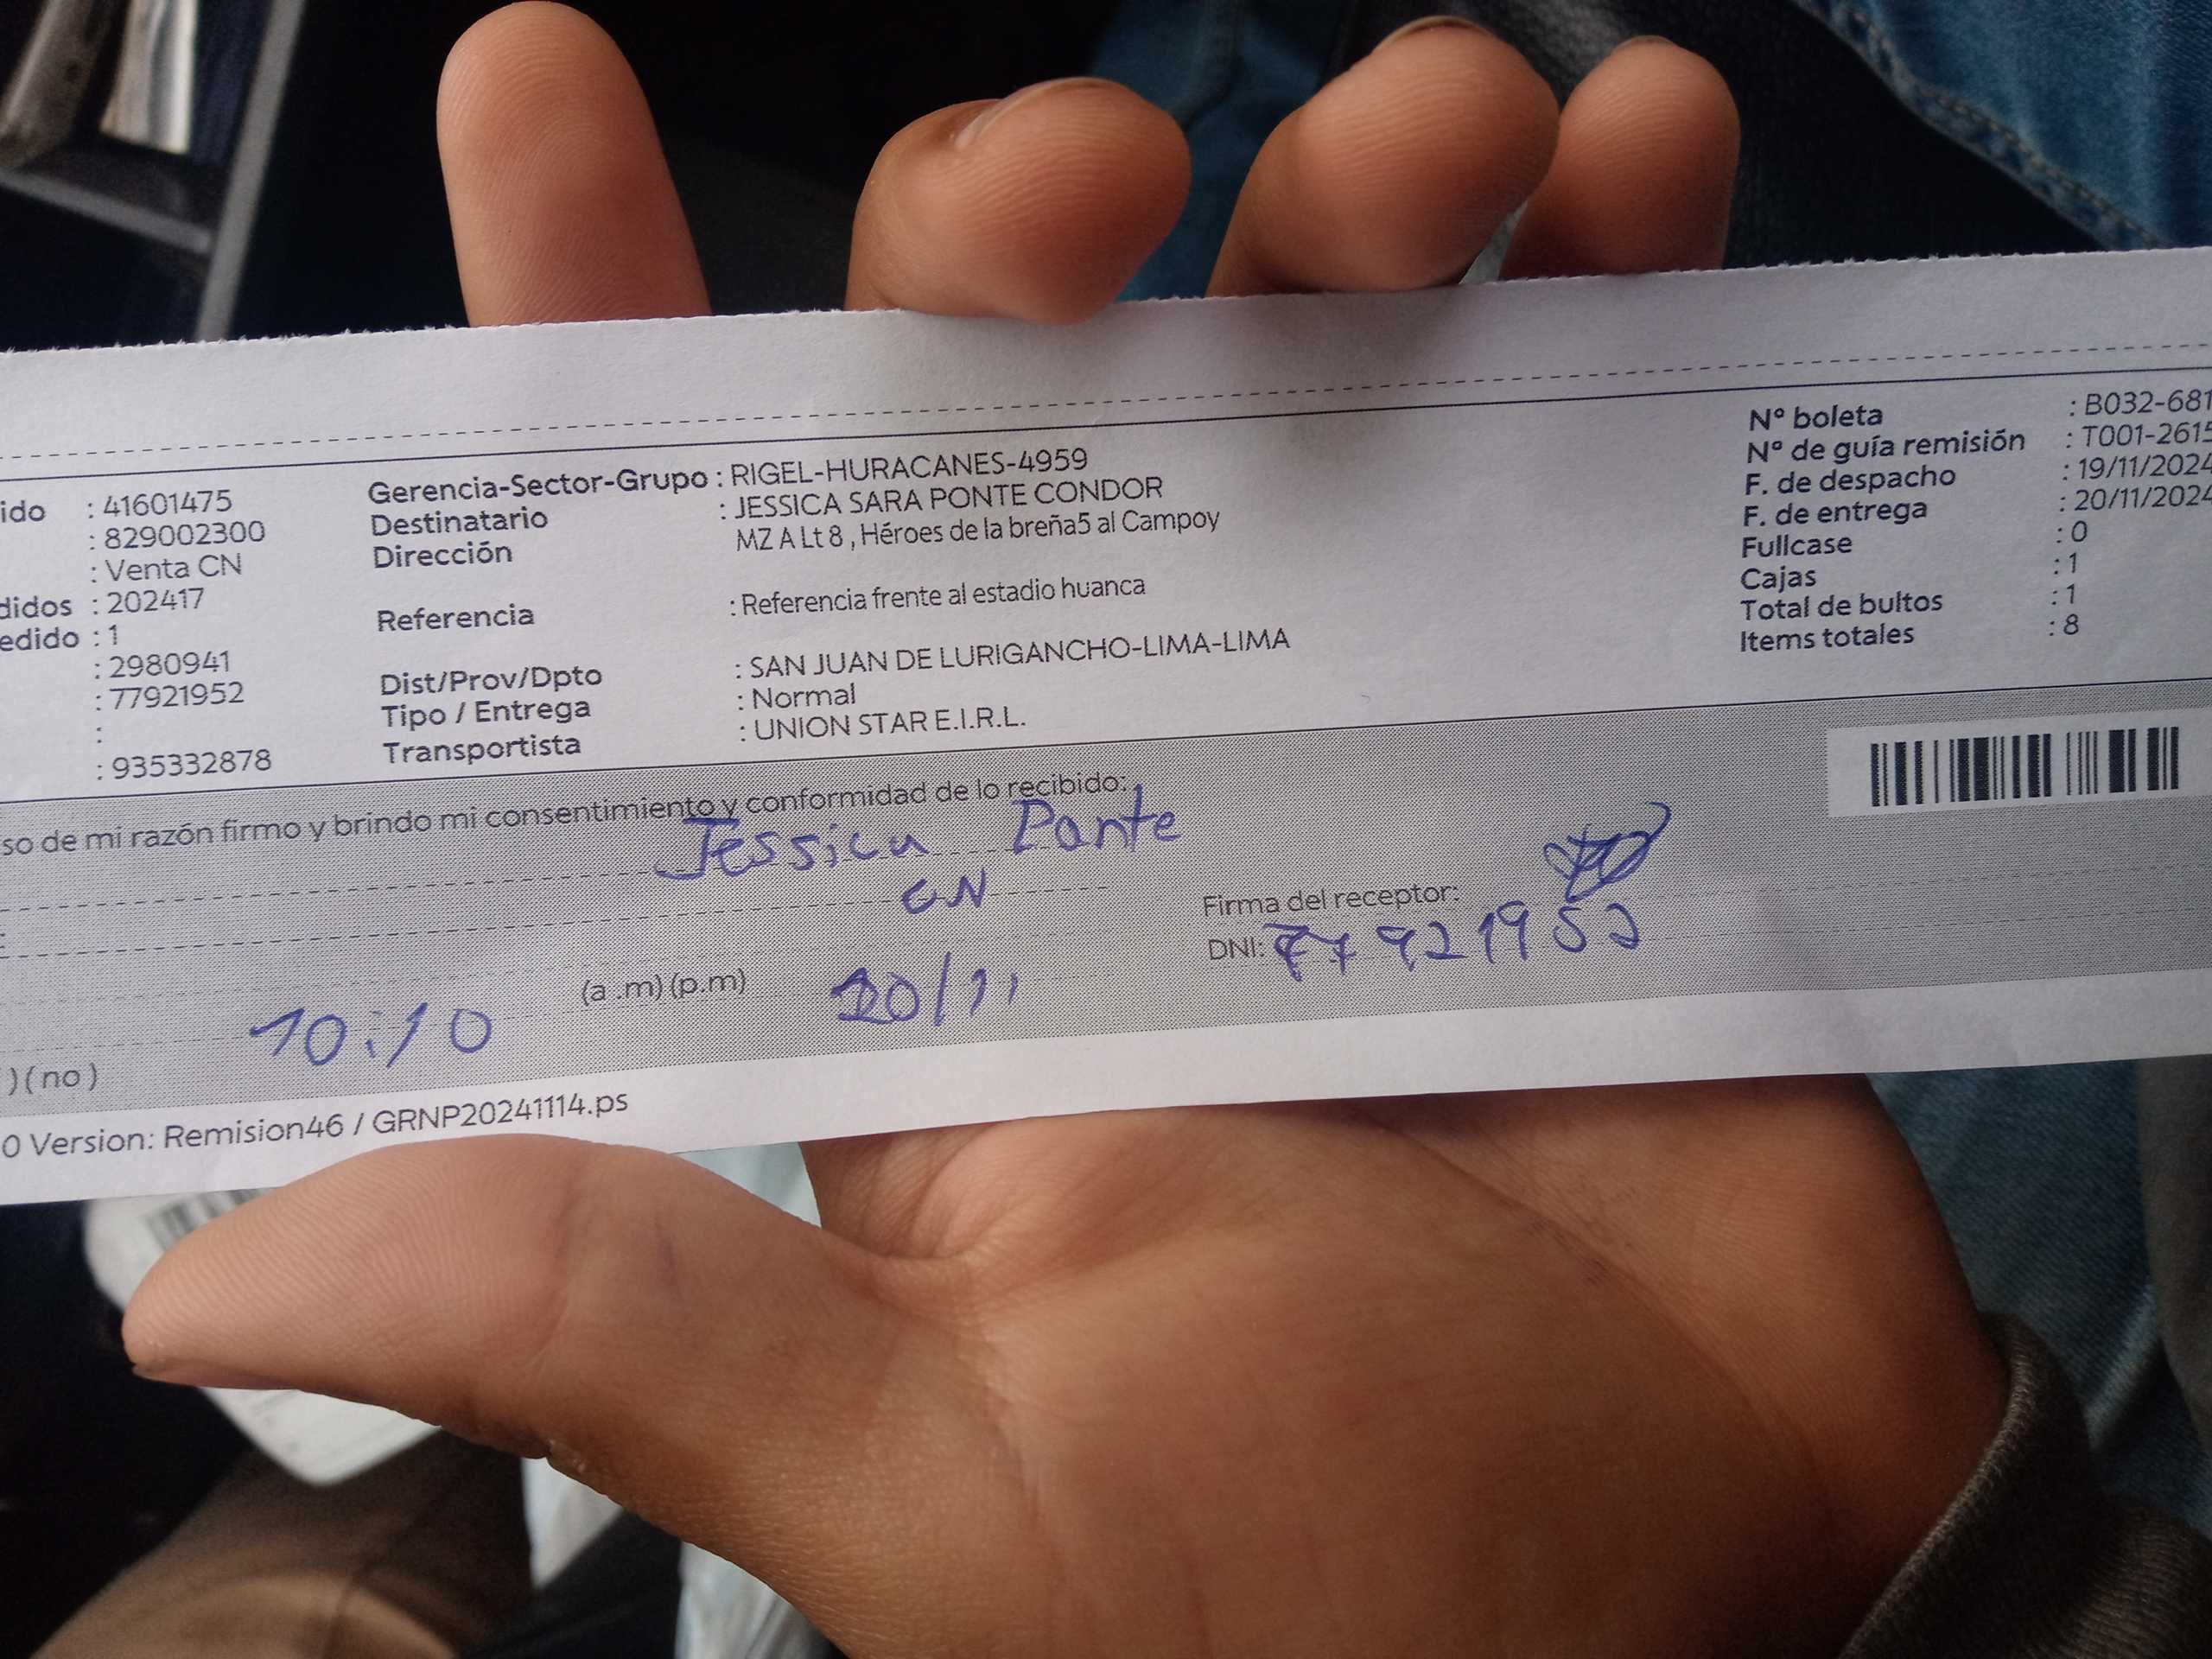 ido : 41601475
: 829002300
: Venta CN
didos : 202417
edido : 1
: 2980941
: 77921952
:
: 935332878
Gerencia-Sector-Grupo : RIGEL-HURACANES-4959
Destinatario : JESSICA SARA PONTE CONDOR
Dirección MZ A Lt 8 , Héroes de la breña5 al Campoy
Referencia : Referencia frente al estadio huanca
Dist/Prov/Dpto : SAN JUAN DE LURIGANCHO-LIMA-LIMA
Tipo / Entrega : Normal
Transportista : UNION STAR E.I.R.L.
Nº boleta : B032-681
Nº de guía remisión : T001-2615
F. de despacho : 19/11/2024
F. de entrega : 20/11/2024
Fullcase : 0
Cajas : 1
Total de bultos : 1
Items totales : 8
so de mi razón firmo y brindo mi consentimiento y conformidad de lo recibido:
Jessica Ponte
CN
Firma del receptor:
DNI: 77921952
10:10 (a .m) (p.m) 20/11
) ( no )
0 Version: Remision46 / GRNP20241114.ps